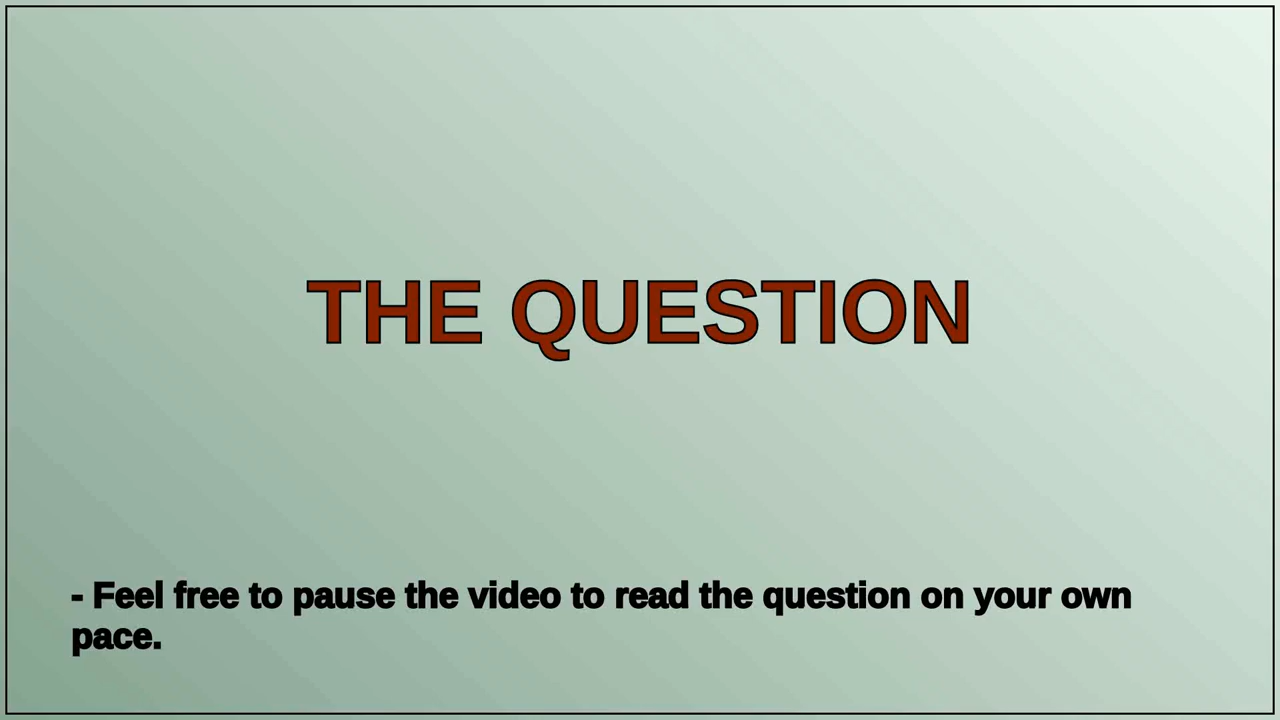 THE QUESTION
- Feel free to pause the video to read the question on your own
pace.